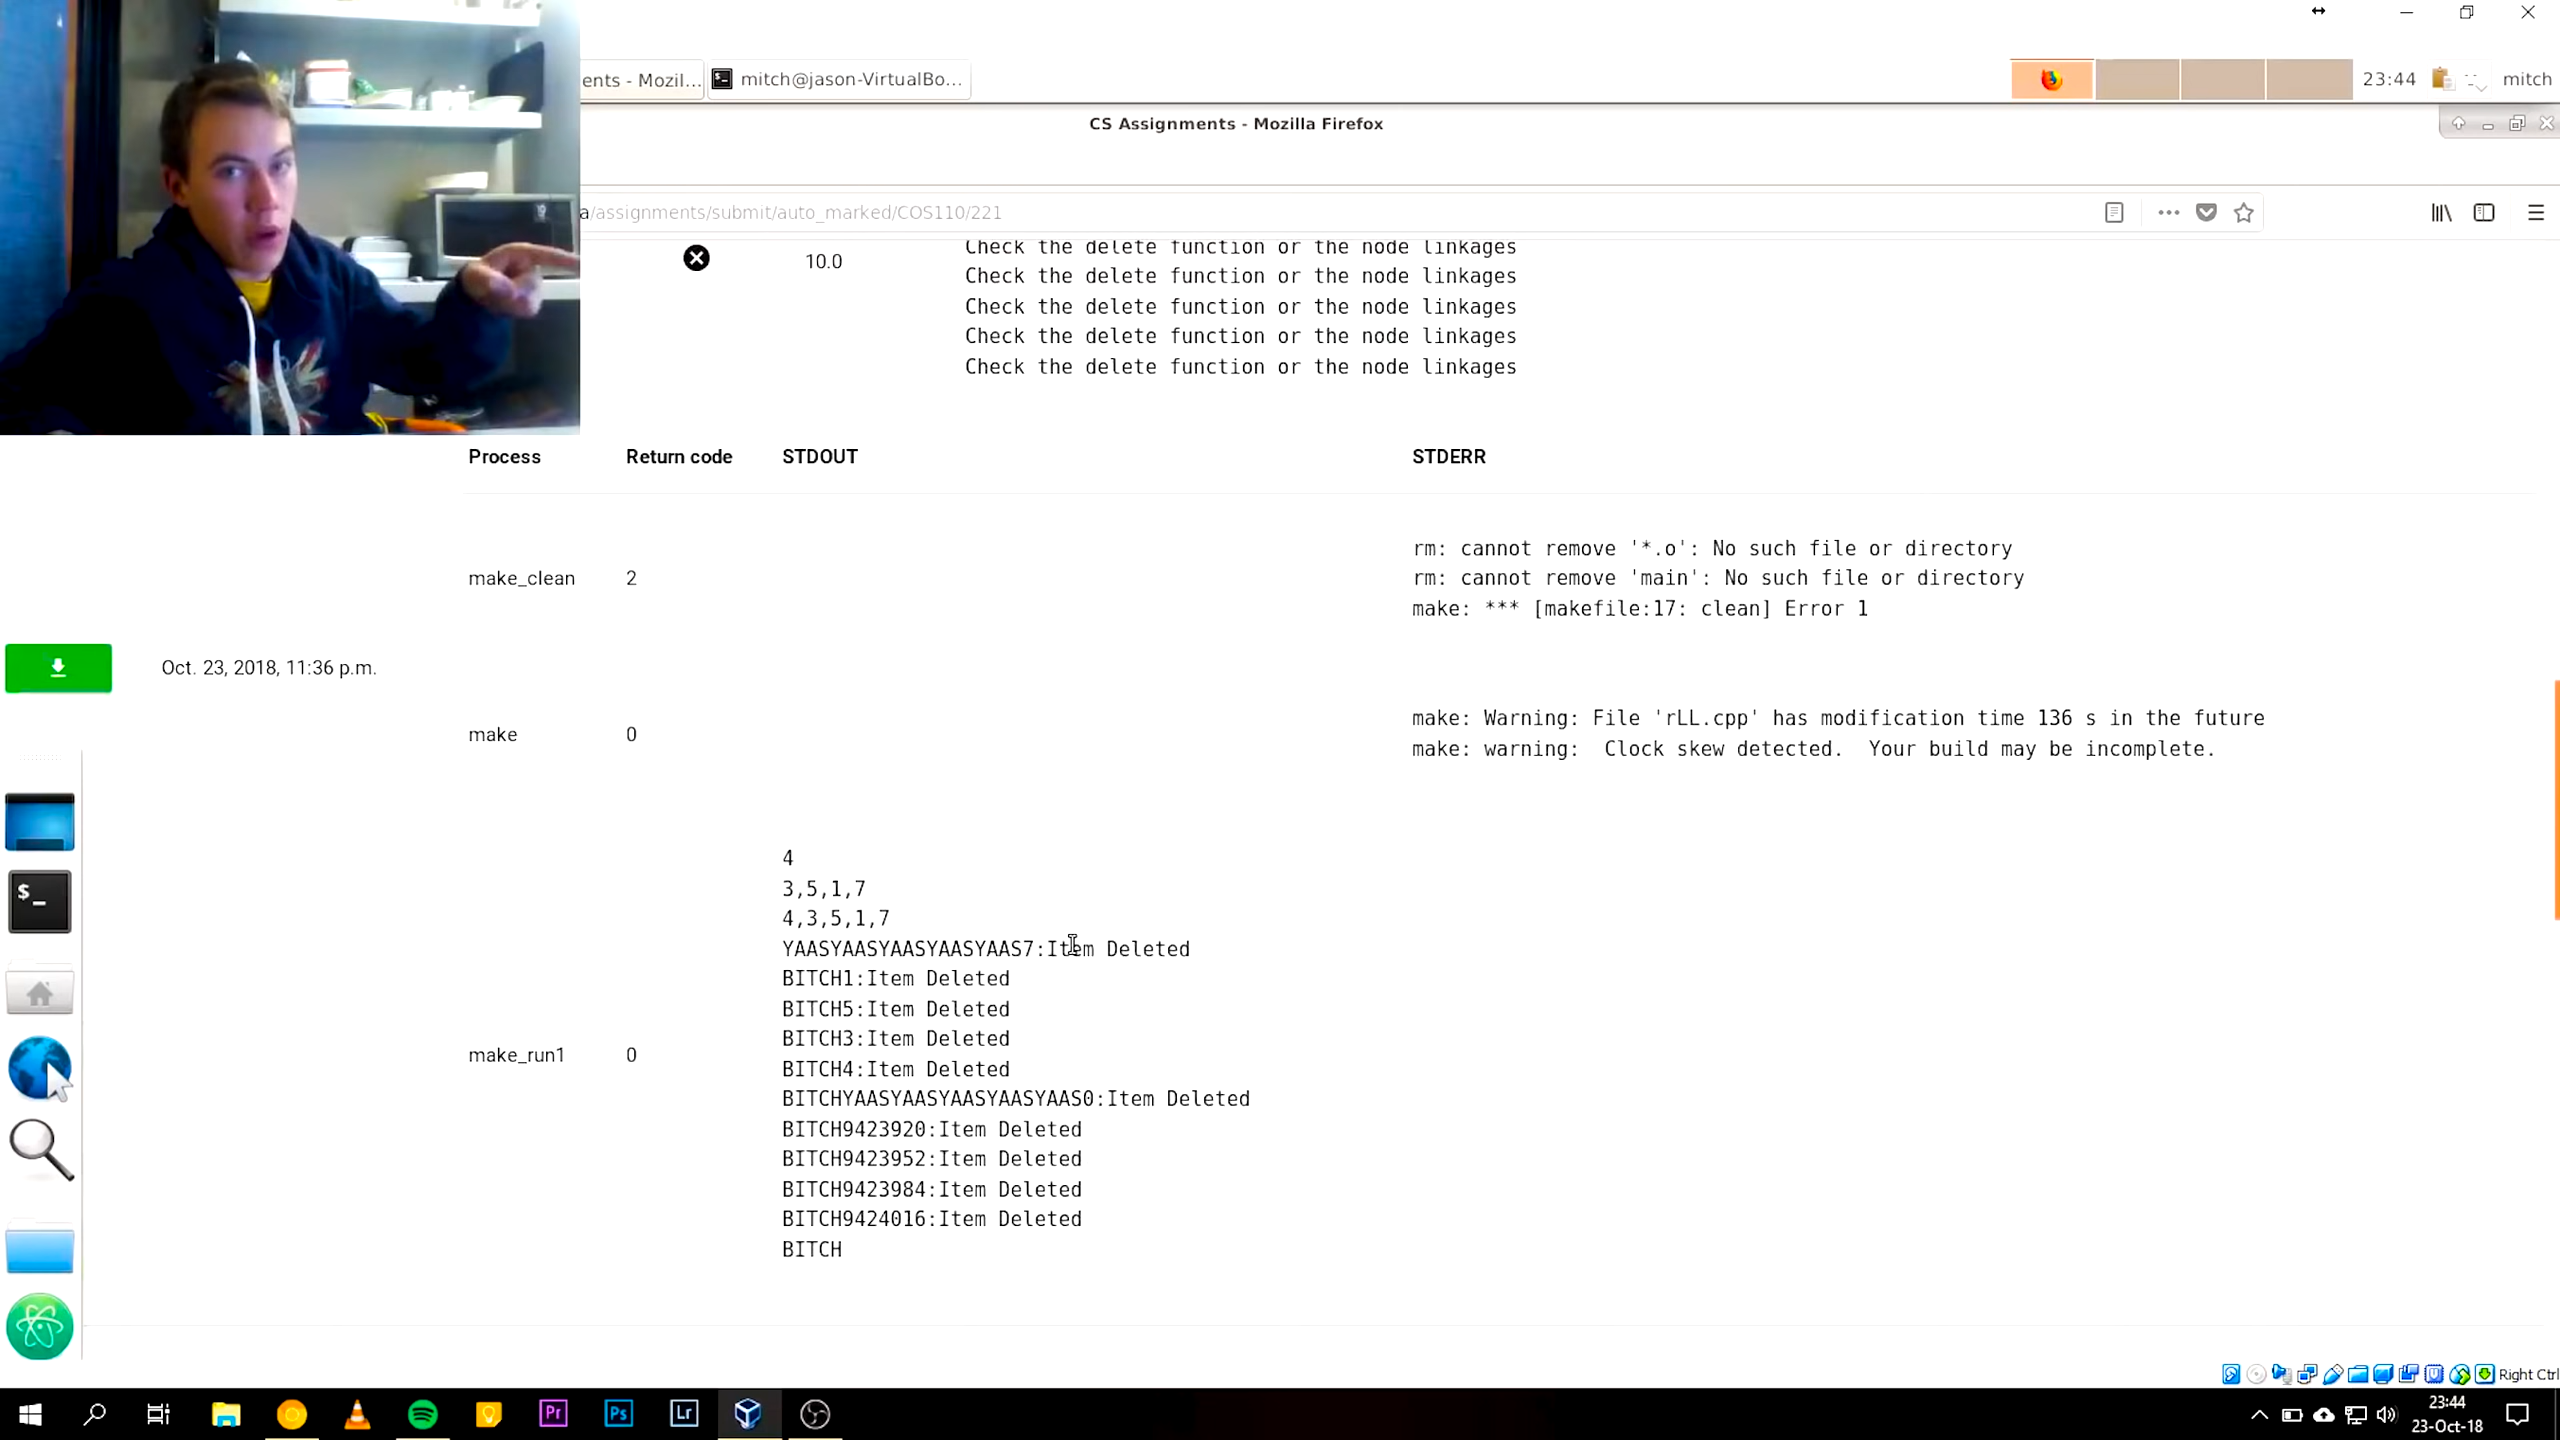 ents - Mozil...
mitch@jason-VirtualBo...
23:44
mitch
CS Assignments - Mozilla Firefox
a/assignments/submit/auto_marked/COS110/221
10.0
Check the delete function or the node linkages
Check the delete function or the node linkages
Check the delete function or the node linkages
Check the delete function or the node linkages
Check the delete function or the node linkages
Process Return code STDOUT STDERR
rm: cannot remove '*.o': No such file or directory
make_clean 2 rm: cannot remove 'main': No such file or directory
make: *** [makefile:17: clean] Error 1
Oct. 23, 2018, 11:36 p.m.
make 0 make: Warning: File 'rLL.cpp' has modification time 136 s in the future
make: warning:  Clock skew detected.  Your build may be incomplete.
4
3,5,1,7
4,3,5,1,7
YAASYAASYAASYAASYAAS7:Item Deleted
BITCH1:Item Deleted
BITCH5:Item Deleted
BITCH3:Item Deleted
make_run1 0
BITCH4:Item Deleted
BITCHYAASYAASYAASYAASYAAS0:Item Deleted
BITCH9423920:Item Deleted
BITCH9423952:Item Deleted
BITCH9423984:Item Deleted
BITCH9424016:Item Deleted
BITCH
$_
Right Ctrl
Pr Ps Lr
23:44
23-Oct-18